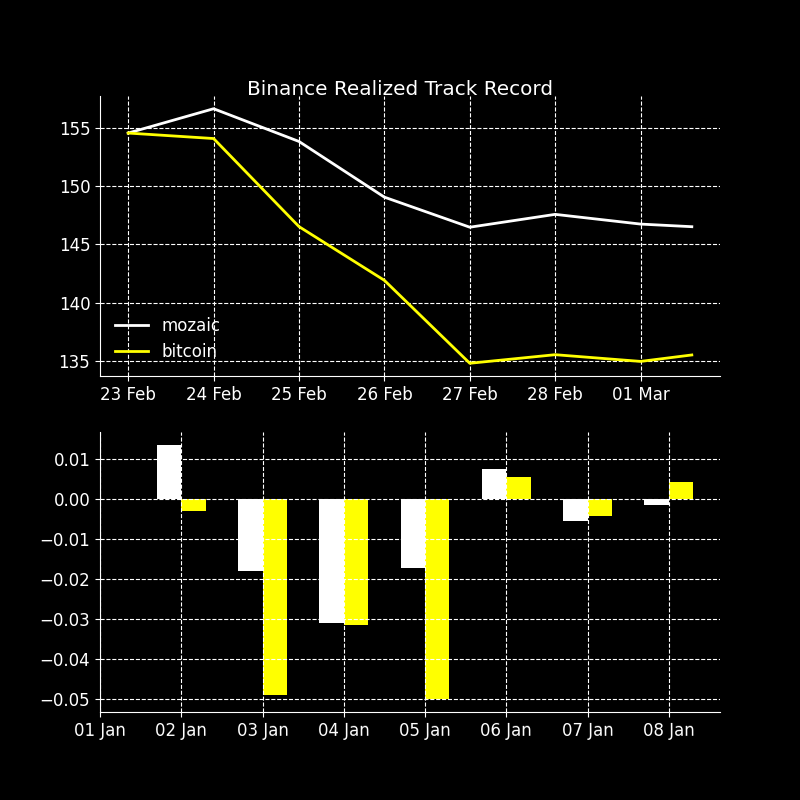 Binance Realized Track Record
155
150
145
140
135
mozaic
bitcoin
23 Feb 24 Feb 25 Feb 26 Feb 27 Feb 28 Feb 01 Mar
0.01
0.00
−0.01
−0.02
−0.03
−0.04
−0.05
01 Jan 02 Jan 03 Jan 04 Jan 05 Jan 06 Jan 07 Jan 08 Jan